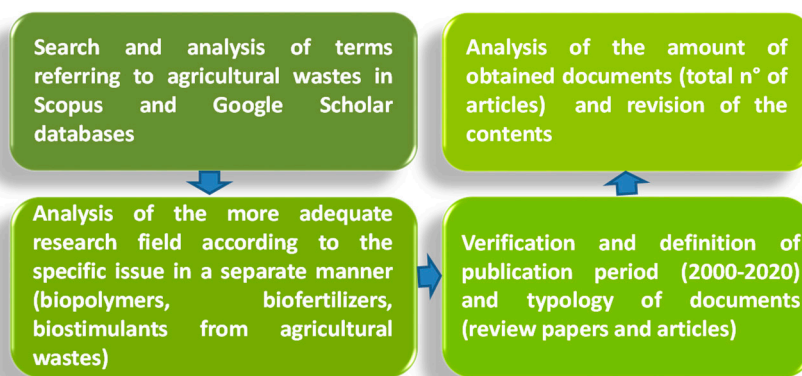 Search and analysis of terms
referring to agricultural wastes in
Scopus and Google Scholar
databases
Analysis of the more adequate
research field according to the
specific issue in a separate manner
(biopolymers, biofertilizers,
biostimulants from agricultural
wastes)
Verification and definition of
publication period (2000-2020)
and typology of documents
(review papers and articles)
Analysis of the amount of
obtained documents (total n° of
articles) and revision of the
contents